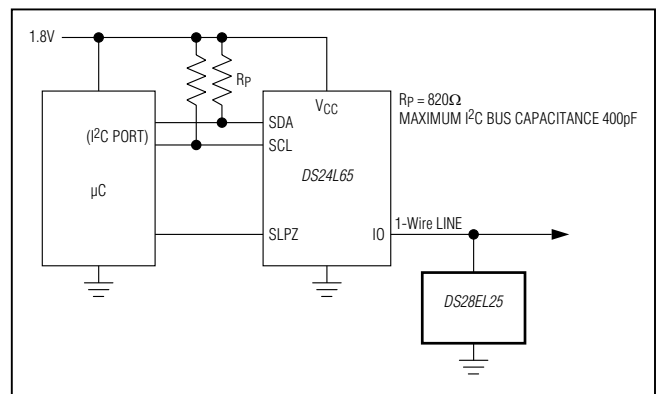 1.8V
RP
VCC
RP = 820Ω
MAXIMUM I²C BUS CAPACITANCE 400pF
(I²C PORT)
SDA
SCL
DS24L65
µC
SLPZ
IO
1-Wire LINE
DS28EL25